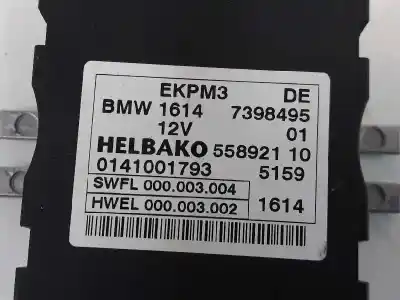 EKPM3 DE
BMW 1614 7398495
12V 01
HELBAKO 558921 10
0141001793 5159
SWFL 000.003.004
HWEL 000.003.002 1614